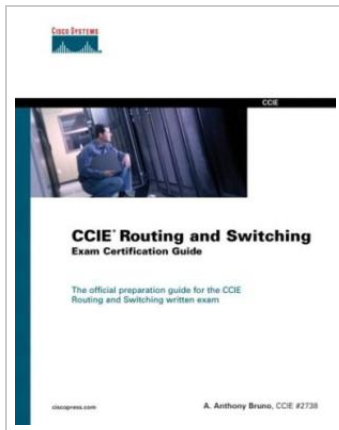 CISCO SYSTEMS
CCIE
CCIE® Routing and Switching
Exam Certification Guide
The official preparation guide for the CCIE
Routing and Switching written exam
ciscopress.com
A. Anthony Bruno, CCIE #2738